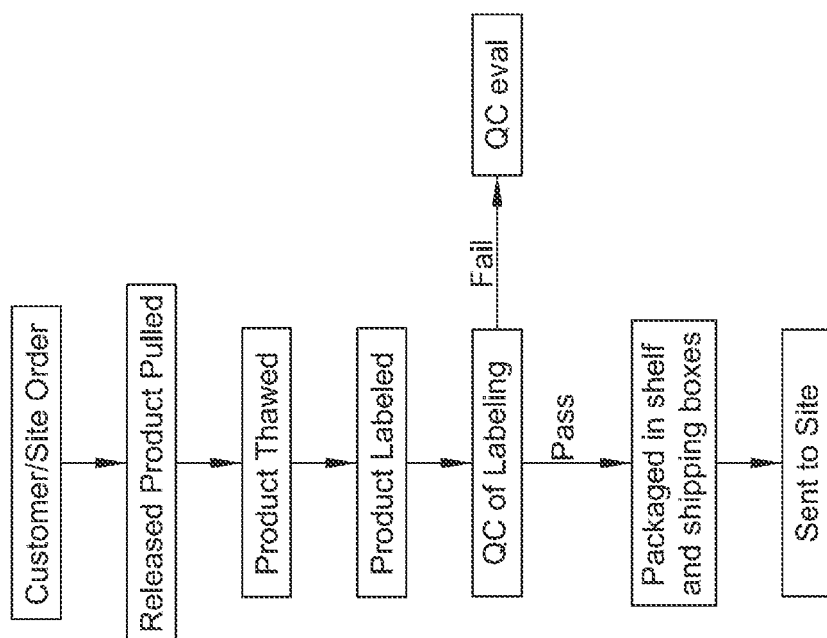 Customer/Site Order
Released Product Pulled
Product Thawed
Product Labeled
QC of Labeling
Fail
QC eval
Pass
Packaged in shelf
and shipping boxes
Sent to Site